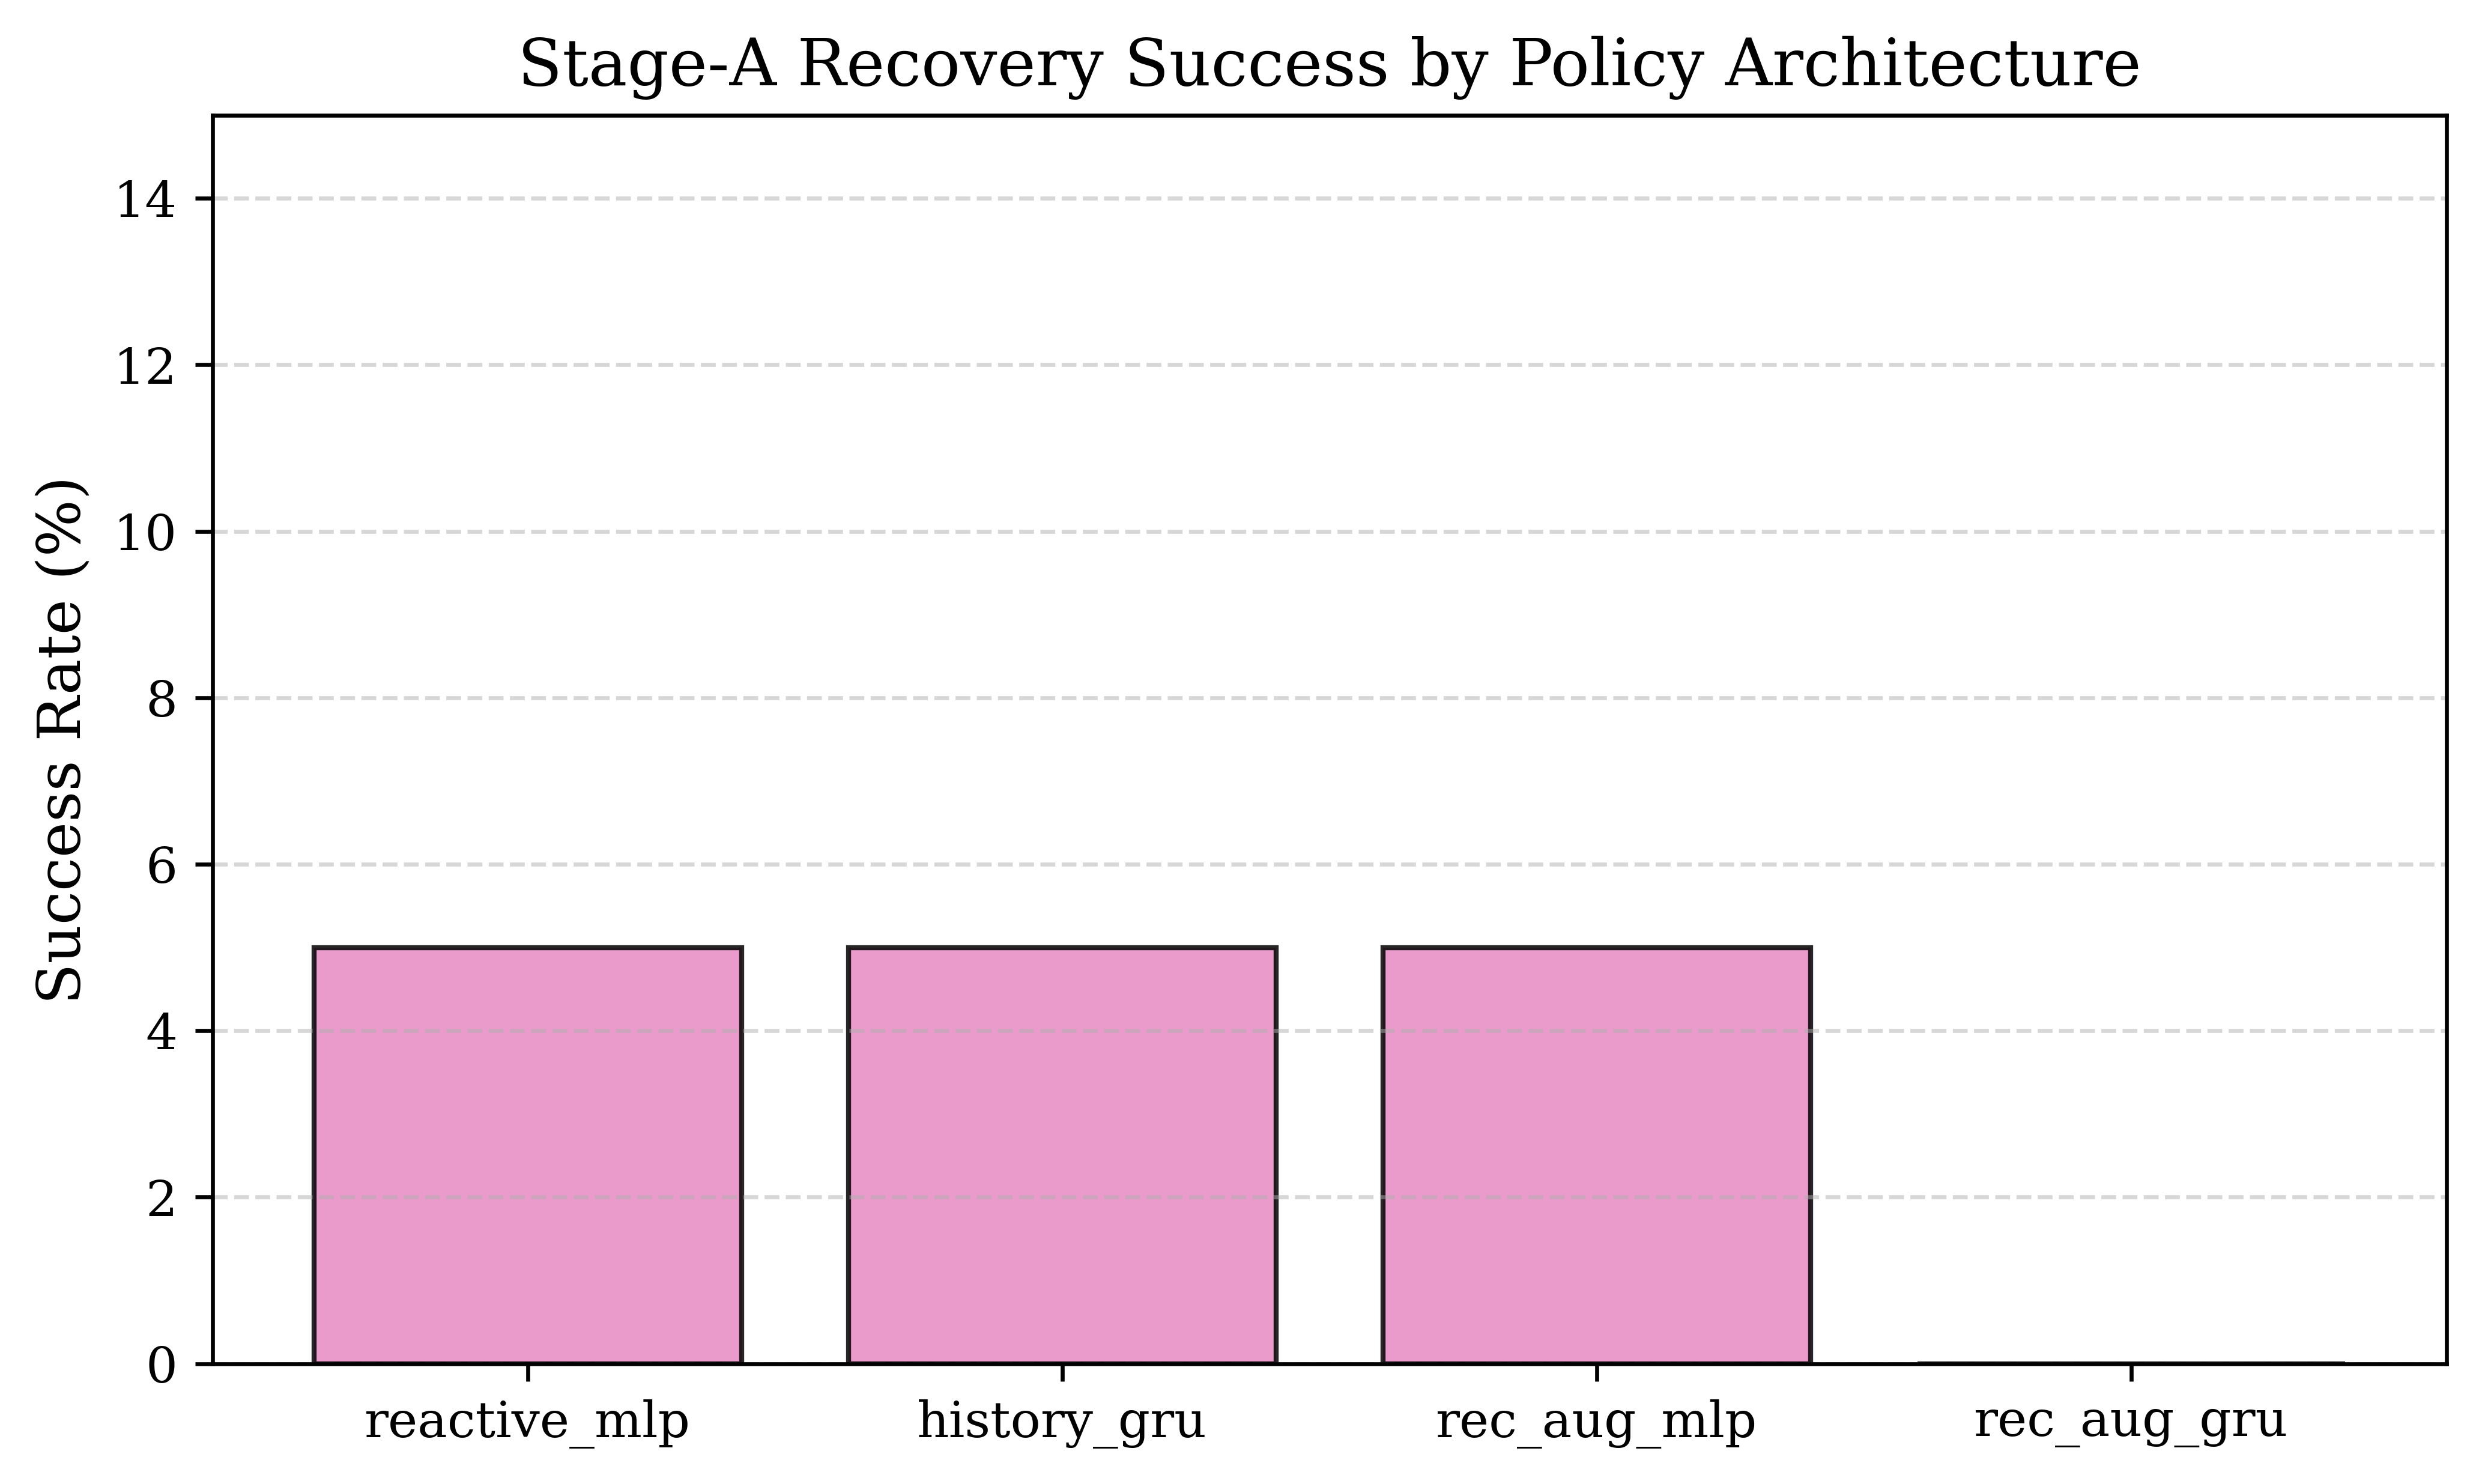 Stage-A Recovery Success by Policy Architecture
Success Rate (%)
14
12
10
8
6
4
2
0
reactive_mlp
history_gru
rec_aug_mlp
rec_aug_gru